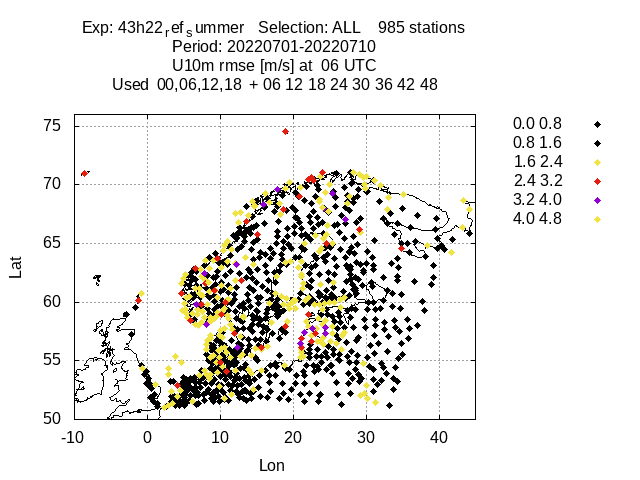 Exp: 43h22ref_summer Selection: ALL 985 stations
Period: 20220701-20220710
U10m rmse [m/s] at 06 UTC
Used 00,06,12,18 + 06 12 18 24 30 36 42 48
75
70
65
60
55
50
-10 0 10 20 30 40
Lat
Lon
0.0 0.8
0.8 1.6
1.6 2.4
2.4 3.2
3.2 4.0
4.0 4.8